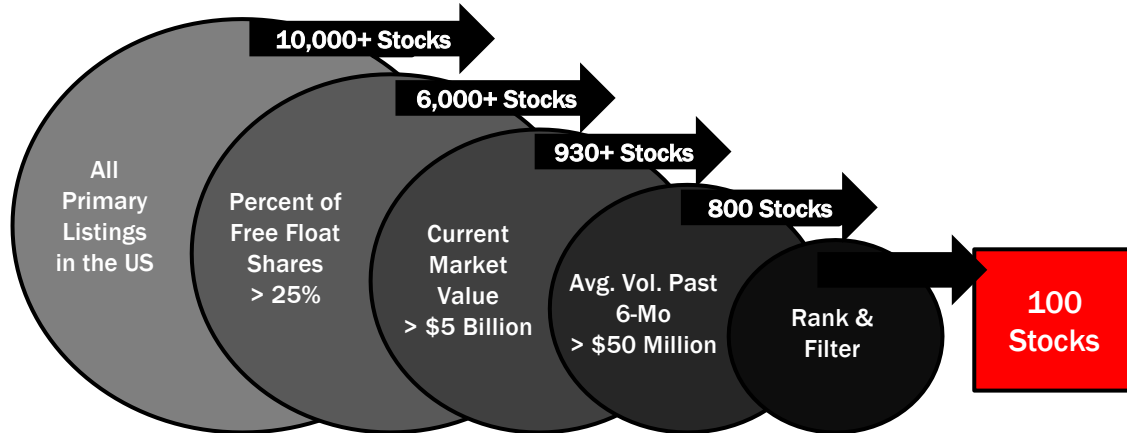 10,000+ Stocks
6,000+ Stocks
930+ Stocks
800 Stocks
All
Primary
Listings
in the US
Percent of
Free Float
Shares
> 25%
Current
Market
Value
> $5 Billion
Avg. Vol. Past
6-Mo
> $50 Million
Rank &
Filter
100
Stocks